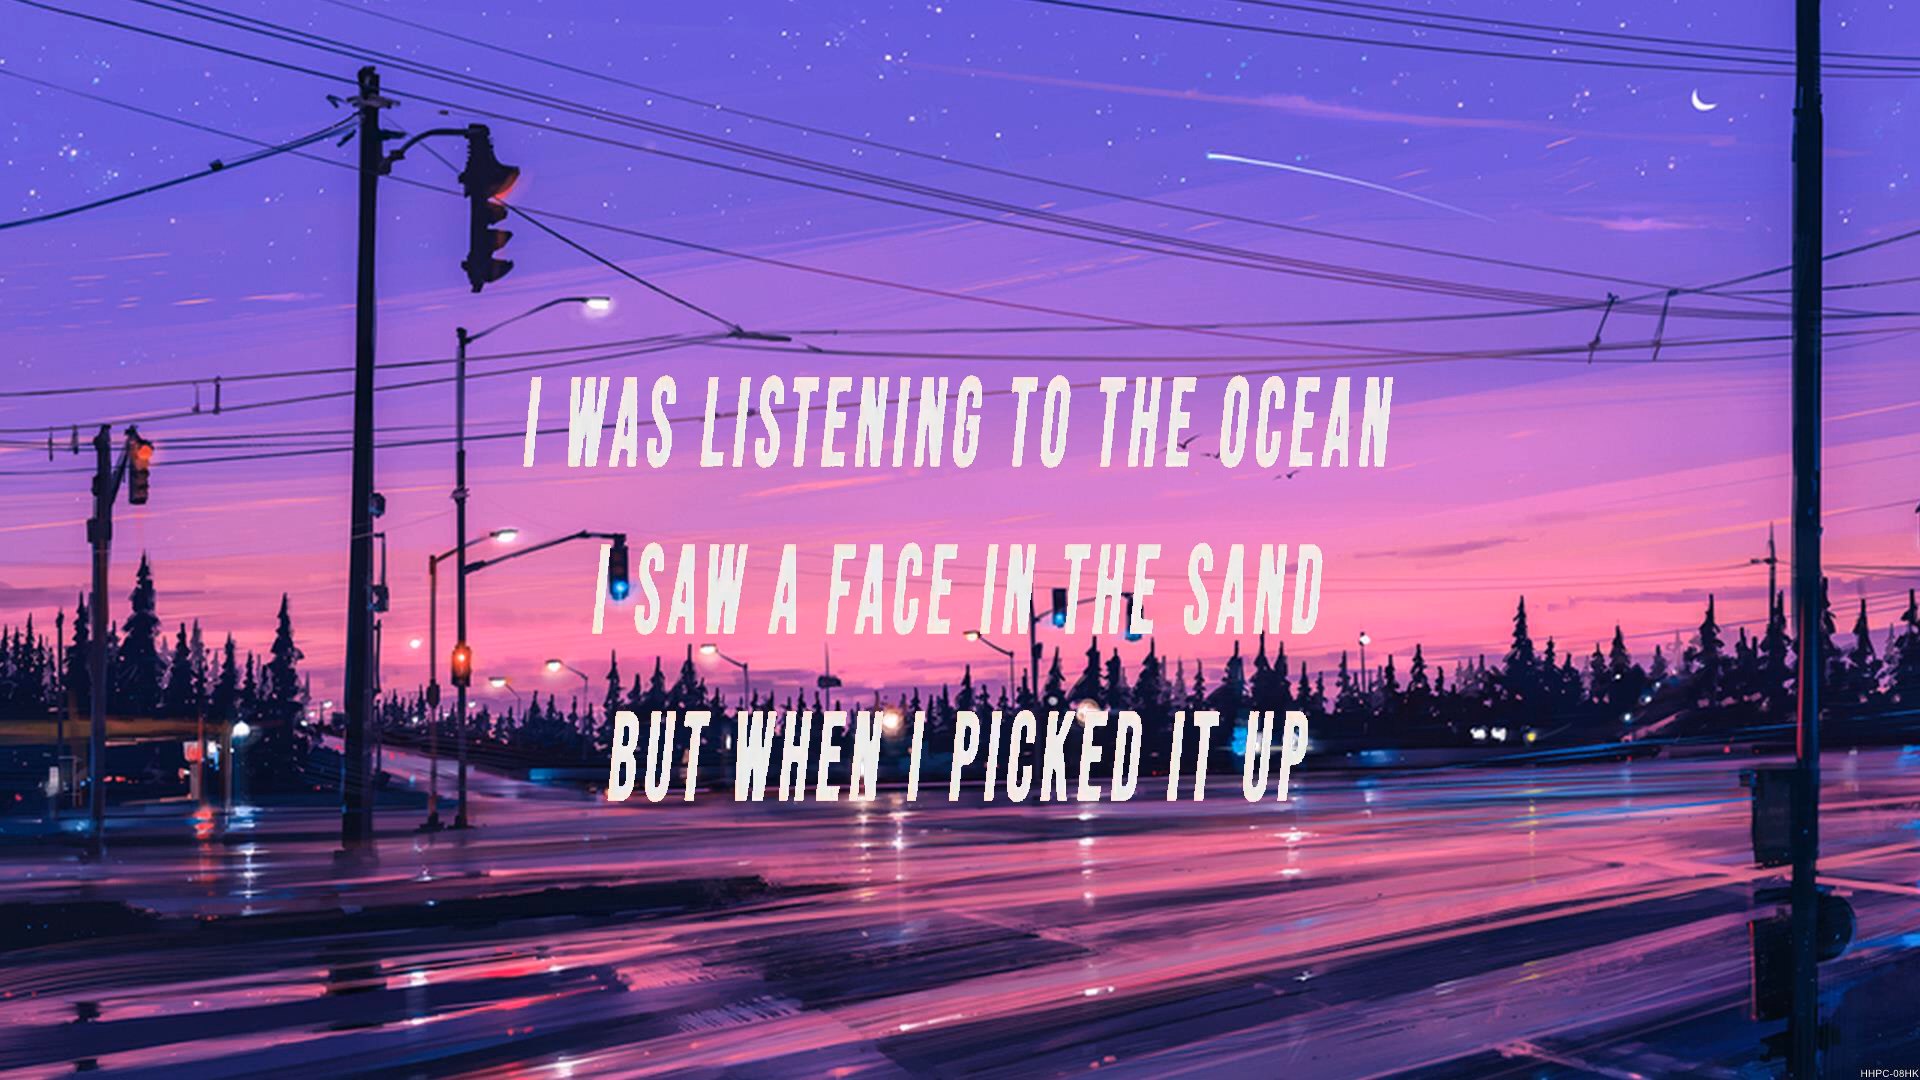 I WAS LISTENING TO THE OCEAN
I SAW A FACE IN THE SAND
BUT WHEN I PICKED IT UP
HHPC-08HK